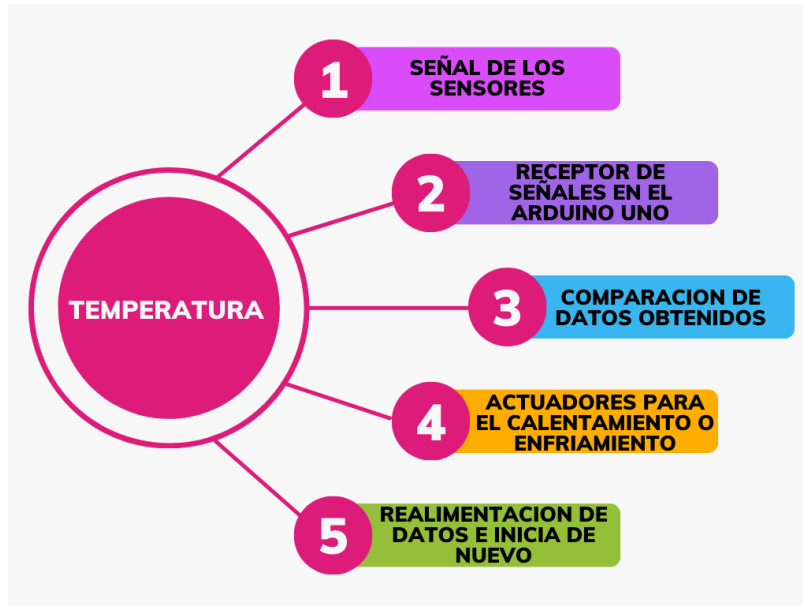 1
SEÑAL DE LOS
SENSORES
2
RECEPTOR DE
SEÑALES EN EL
ARDUINO UNO
TEMPERATURA
3
COMPARACION DE
DATOS OBTENIDOS
4
ACTUADORES PARA
EL CALENTAMIENTO O
ENFRIAMIENTO
5
REALIMENTACION DE
DATOS E INICIA DE
NUEVO